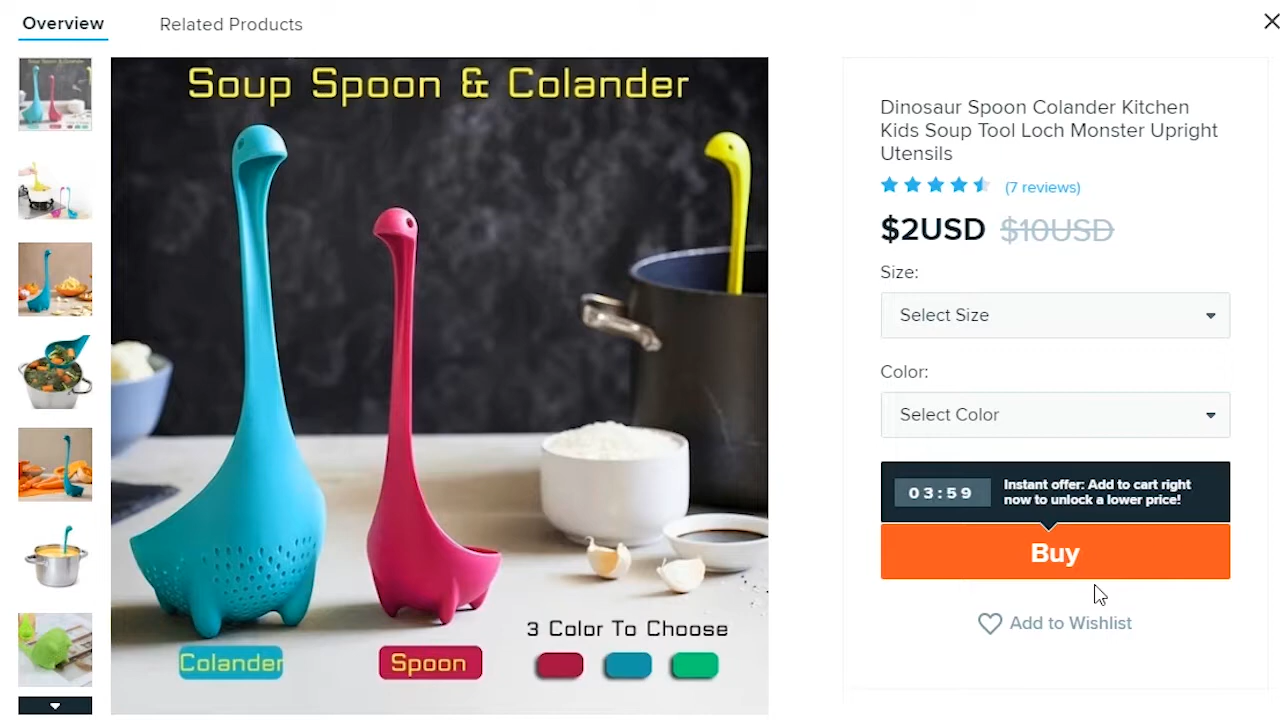 Overview
Related Products
Soup Spoon & Colander
Colander
Spoon
3 Color To Choose
Dinosaur Spoon Colander Kitchen
Kids Soup Tool Loch Monster Upright
Utensils
(7 reviews)
$2USD $10USD
Size:
Select Size
Color:
Select Color
03:59
Instant offer: Add to cart right
now to unlock a lower price!
Buy
Add to Wishlist